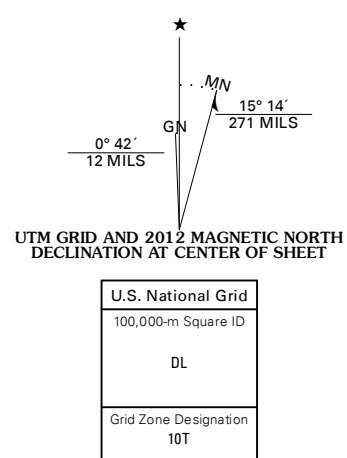 ★
MN
15° 14´
271 MILS
GN
0° 42´
12 MILS
UTM GRID AND 2012 MAGNETIC NORTH
DECLINATION AT CENTER OF SHEET
U.S. National Grid
100,000-m Square ID
DL
Grid Zone Designation
10T